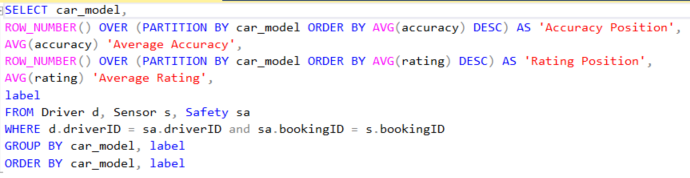 SELECT car_model,
ROW_NUMBER() OVER (PARTITION BY car_model ORDER BY AVG(accuracy) DESC) AS 'Accuracy Position',
AVG(accuracy) 'Average Accuracy',
ROW_NUMBER() OVER (PARTITION BY car_model ORDER BY AVG(rating) DESC) AS 'Rating Position',
AVG(rating) 'Average Rating',
label
FROM Driver d, Sensor s, Safety sa
WHERE d.driverID = sa.driverID and sa.bookingID = s.bookingID
GROUP BY car_model, label
ORDER BY car_model, label